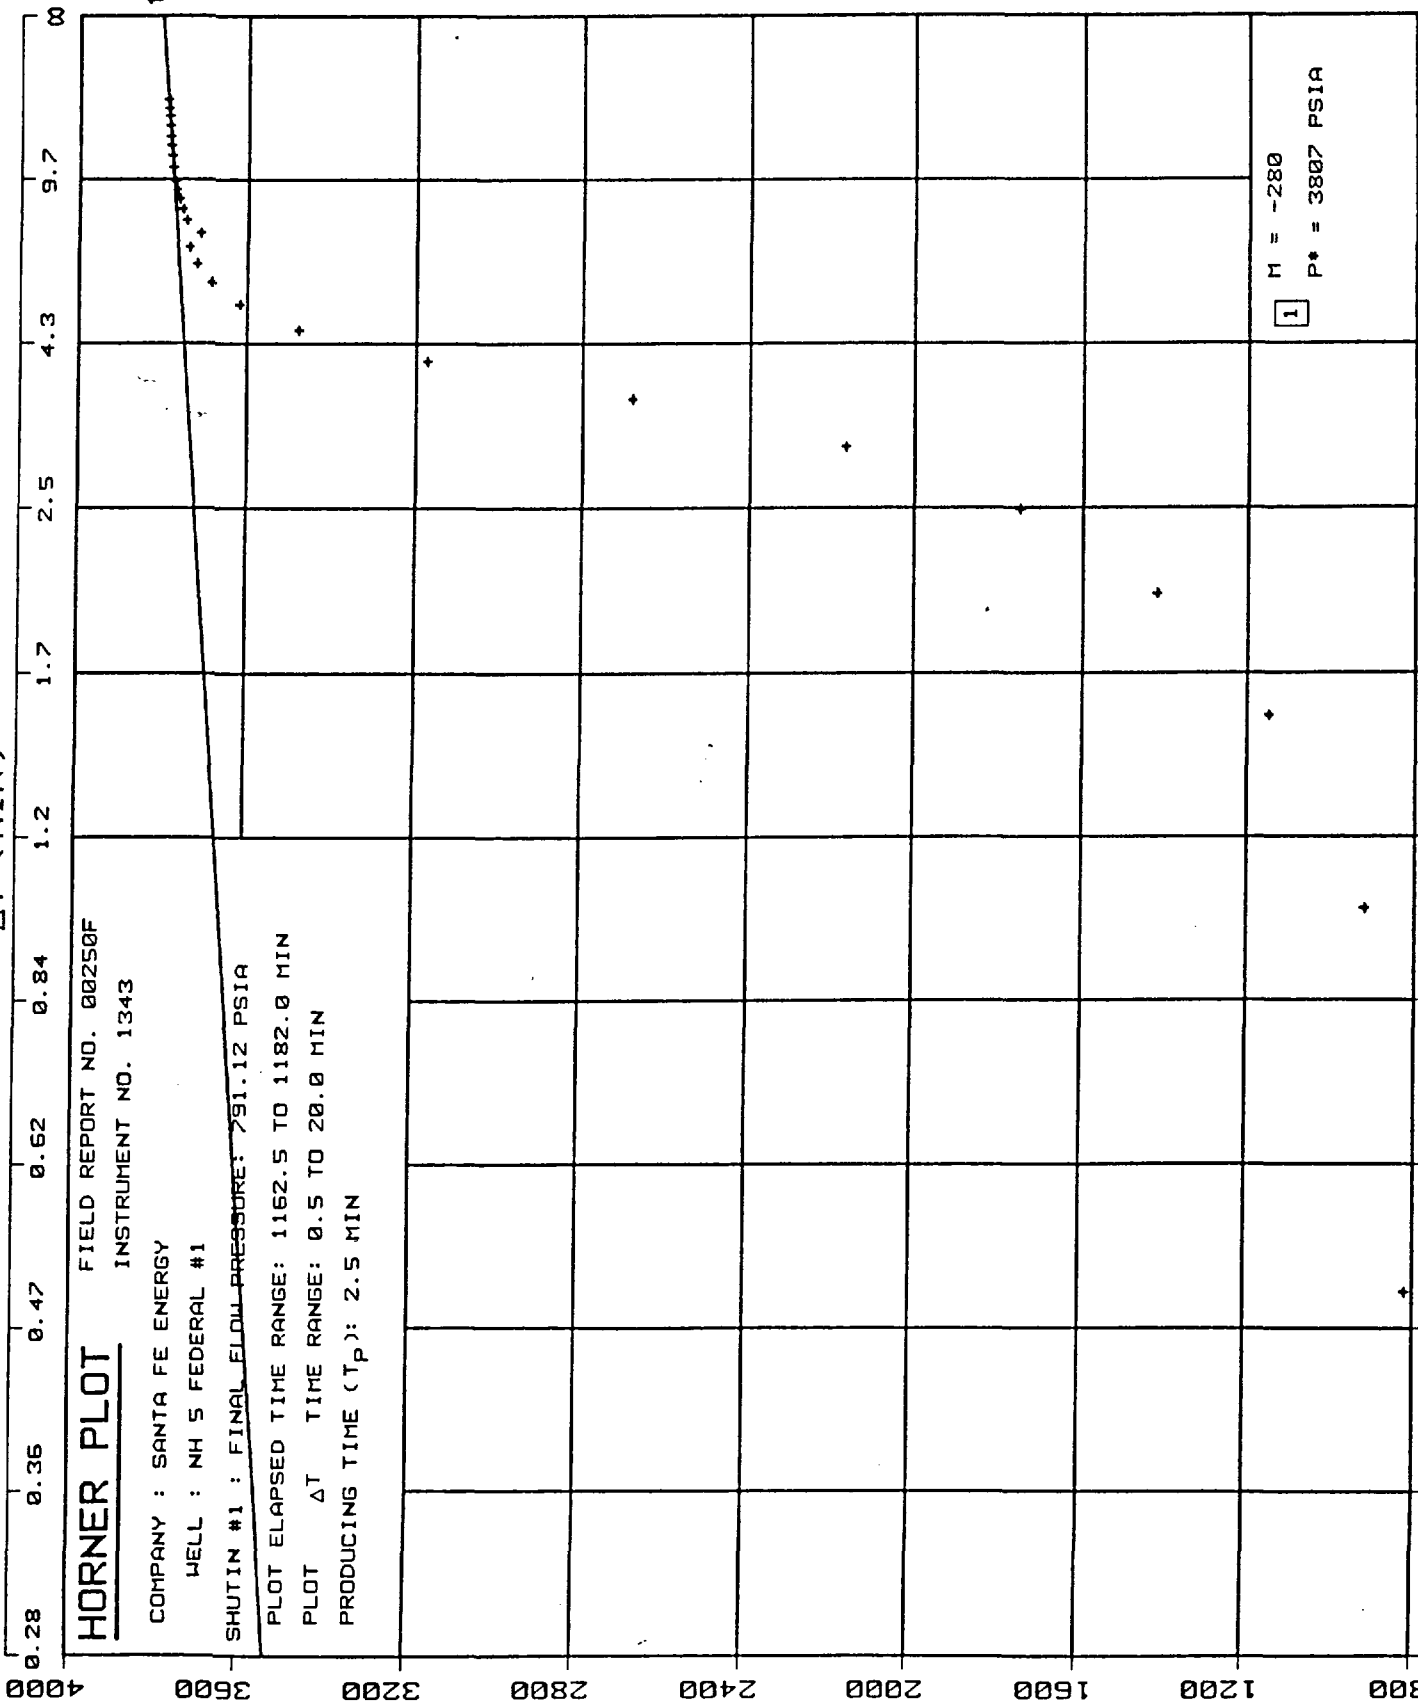 HORNER PLOT
FIELD REPORT NO. 00250F
INSTRUMENT NO. 1343
COMPANY : SANTA FE ENERGY
WELL : NH 5 FEDERAL #1
SHUTIN #1 : FINAL FLOW PRESSURE: 791.12 PSIA
PLOT ELAPSED TIME RANGE: 1162.5 TO 1182.0 MIN
PLOT ΔT TIME RANGE: 0.5 TO 20.0 MIN
PRODUCING TIME (Tp): 2.5 MIN
0.28 0.36 0.47 0.62 0.84 1.2 1.7 2.5 4.3 9.7 ∞
4000
3600
3200
2800
2400
2000
1600
1200
1 M = -280
P* = 3807 PSIA